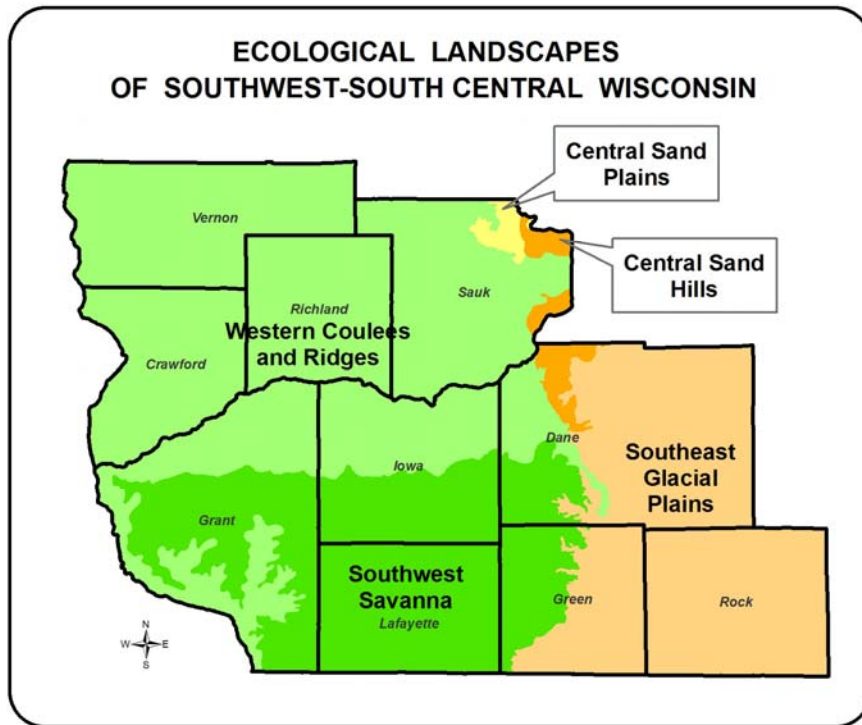 ECOLOGICAL LANDSCAPES
OF SOUTHWEST-SOUTH CENTRAL WISCONSIN
Central Sand
Plains
Vernon
Central Sand
Hills
Sauk
Richland
Western Coulees
and Ridges
Crawford
Dane
Southeast
Glacial
Plains
Iowa
Grant
Southwest
Savanna
Lafayette
Green
Rock
N
W E
S